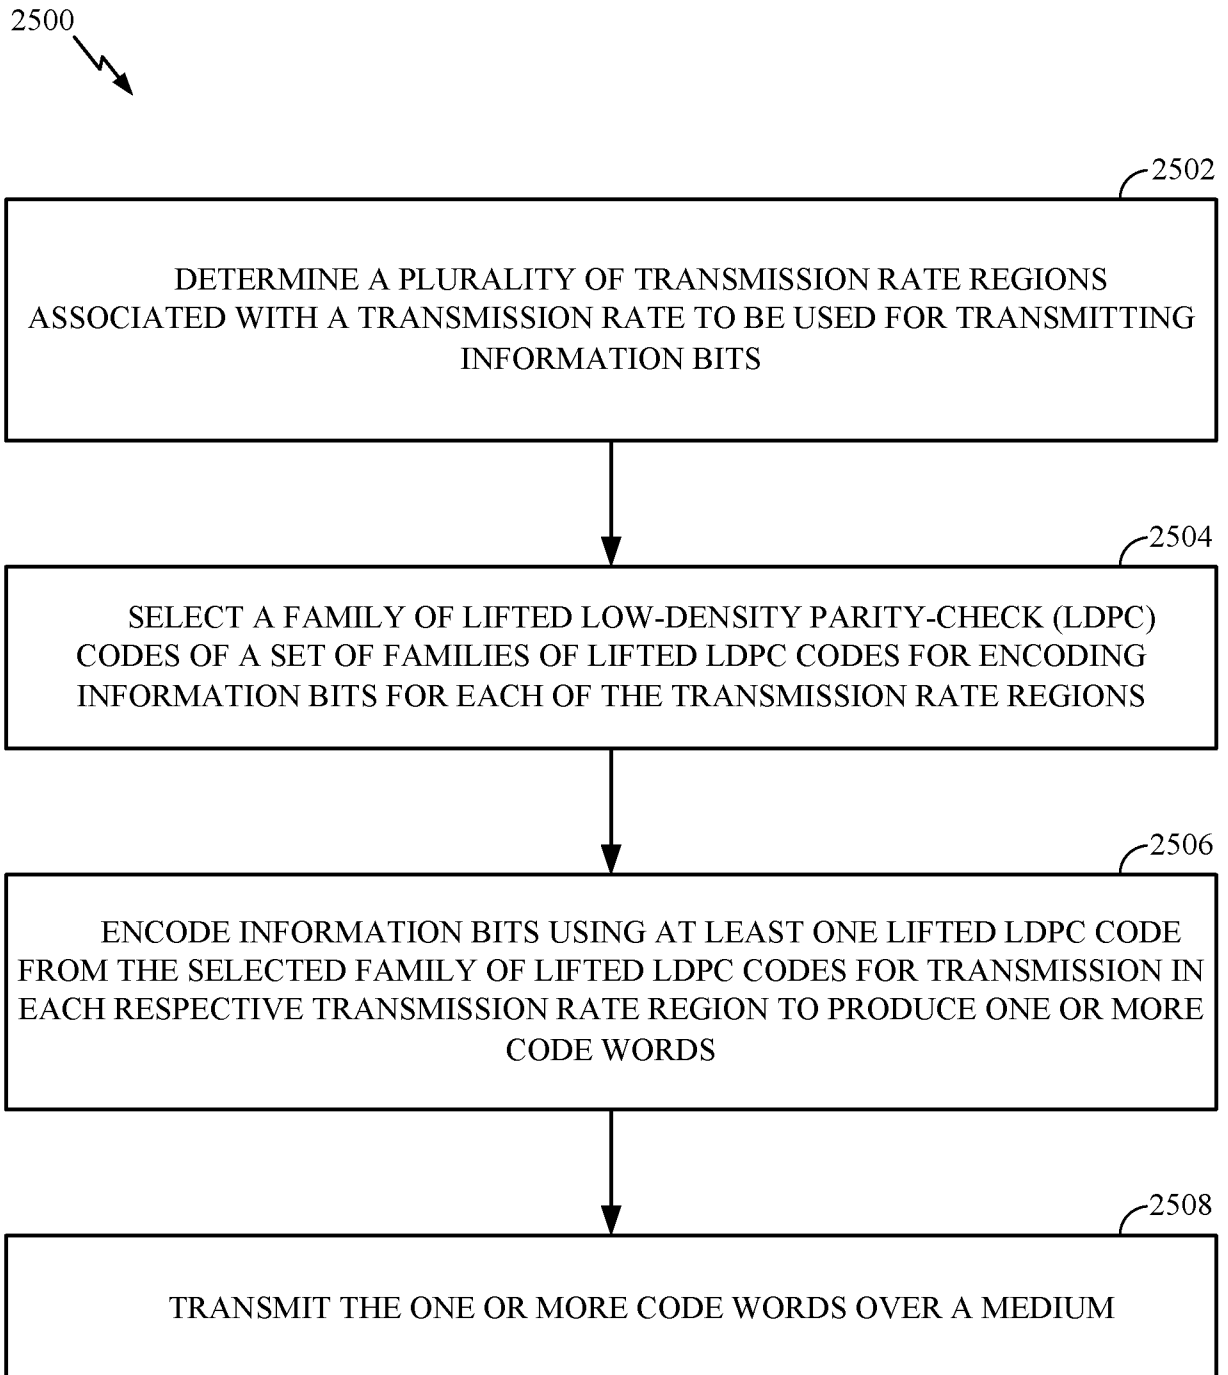 2500
2502
DETERMINE A PLURALITY OF TRANSMISSION RATE REGIONS
ASSOCIATED WITH A TRANSMISSION RATE TO BE USED FOR TRANSMITTING
INFORMATION BITS
2504
SELECT A FAMILY OF LIFTED LOW-DENSITY PARITY-CHECK (LDPC)
CODES OF A SET OF FAMILIES OF LIFTED LDPC CODES FOR ENCODING
INFORMATION BITS FOR EACH OF THE TRANSMISSION RATE REGIONS
2506
ENCODE INFORMATION BITS USING AT LEAST ONE LIFTED LDPC CODE
FROM THE SELECTED FAMILY OF LIFTED LDPC CODES FOR TRANSMISSION IN
EACH RESPECTIVE TRANSMISSION RATE REGION TO PRODUCE ONE OR MORE
CODE WORDS
2508
TRANSMIT THE ONE OR MORE CODE WORDS OVER A MEDIUM